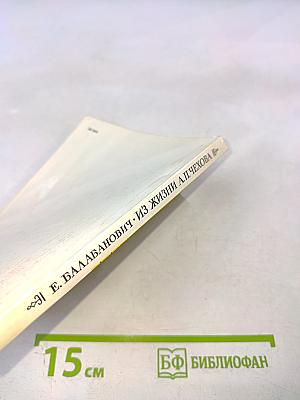 Е. БАЛАБАНОВИЧ · ИЗ ЖИЗНИ А.П.ЧЕХОВА
15 см
БФ БИБЛИОФАН